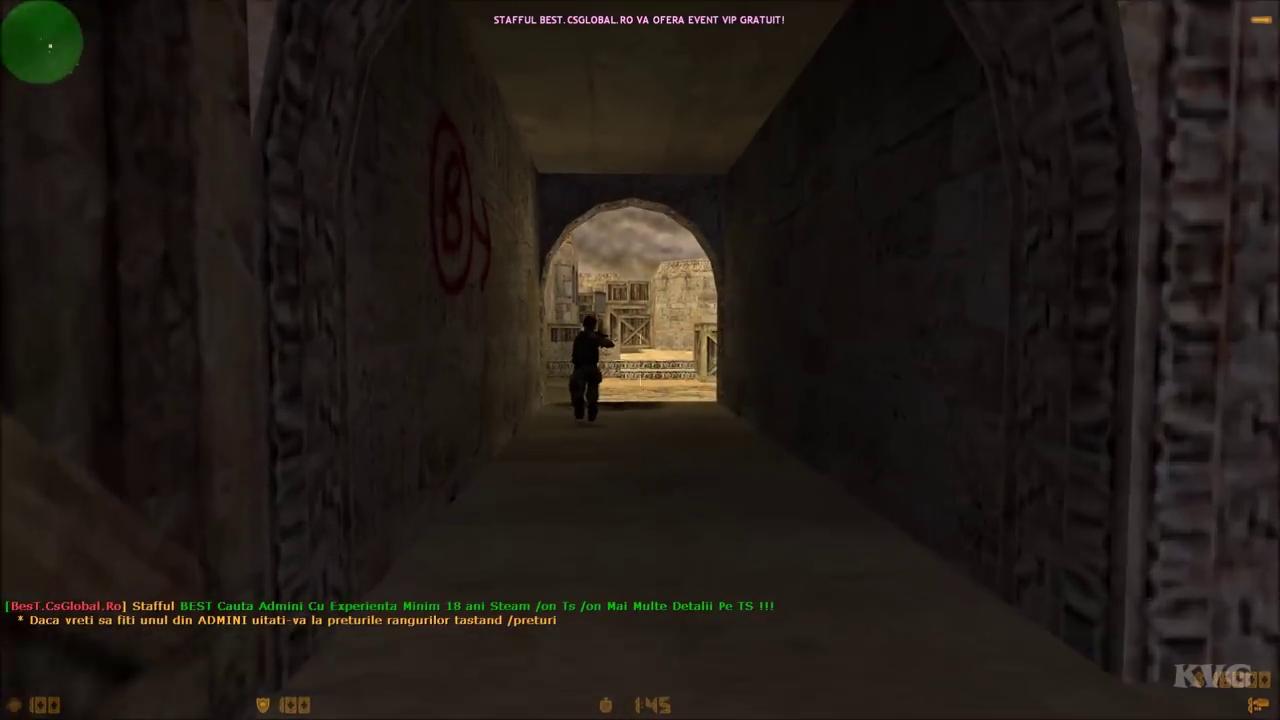 STAFFUL BEST.CSGLOBAL.RO VA OFERA EVENT VIP GRATUIT!
B
[BesT.CsGlobal.Ro] Stafful BEST Cauta Admini Cu Experienta Minim 18 ani Steam /on Ts /on Mai Multe Detalii Pe TS !!!
* Daca vreti sa fiti unul din ADMINI uitati-va la preturile rangurilor tastand /preturi
KVG
100
100
1:45